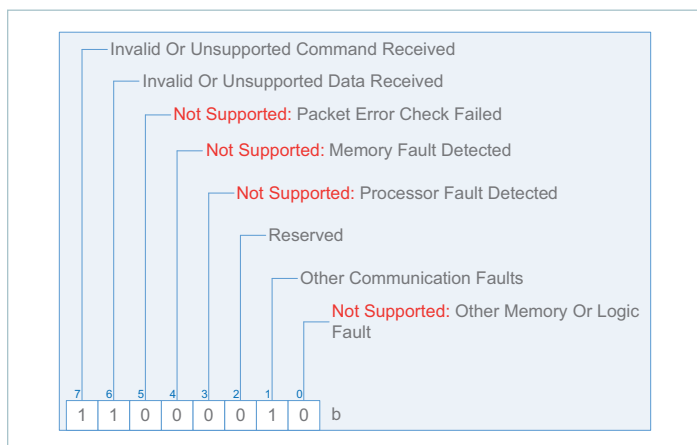 Invalid Or Unsupported Command Received
Invalid Or Unsupported Data Received
Not Supported: Packet Error Check Failed
Not Supported: Memory Fault Detected
Not Supported: Processor Fault Detected
Reserved
Other Communication Faults
Not Supported: Other Memory Or Logic
Fault
7 6 5 4 3 2 1 0
1 1 0 0 0 0 1 0 b